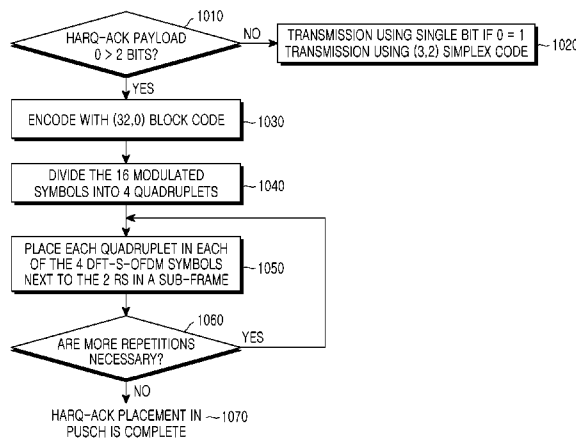 1010
HARQ-ACK PAYLOAD
0 > 2 BITS?
NO
TRANSMISSION USING SINGLE BIT IF 0 = 1
TRANSMISSION USING (3,2) SIMPLEX CODE
1020
YES
ENCODE WITH (32,0) BLOCK CODE
1030
DIVIDE THE 16 MODULATED
SYMBOLS INTO 4 QUADRUPLETS
1040
PLACE EACH QUADRUPLET IN EACH
OF THE 4 DFT-S-OFDM SYMBOLS
NEXT TO THE 2 RS IN A SUB-FRAME
1050
1060
ARE MORE REPETITIONS
NECESSARY?
YES
NO
HARQ-ACK PLACEMENT IN
PUSCH IS COMPLETE
1070